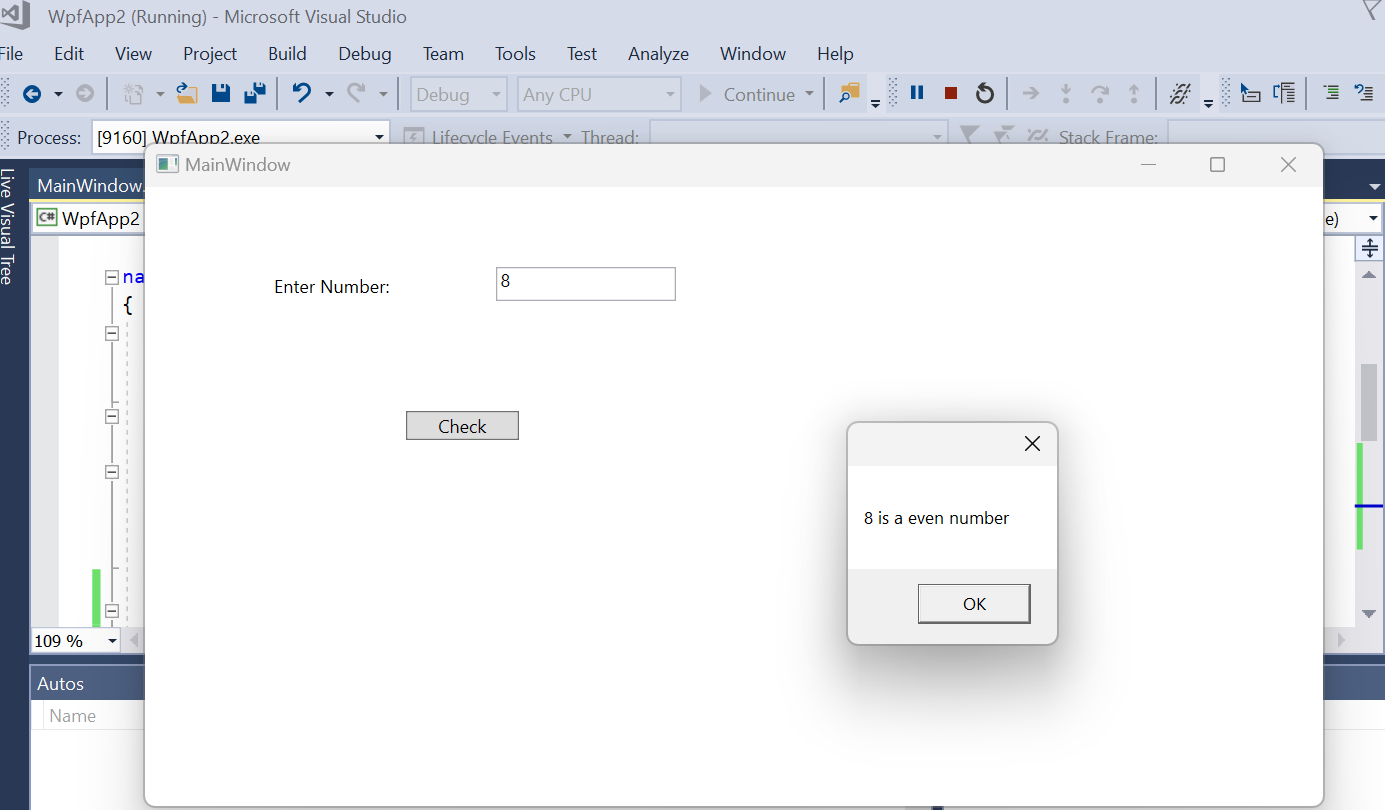 WpfApp2 (Running) - Microsoft Visual Studio
File Edit View Project Build Debug Team Tools Test Analyze Window Help
Debug Any CPU Continue
Process: [9160] WpfApp2.exe Lifecycle Events Thread: Stack Frame:
MainWindow
Live Visual Tree
MainWindow.
WpfApp2 e)
na
{
Enter Number: 8
Check
8 is a even number
OK
109 %
Autos
Name